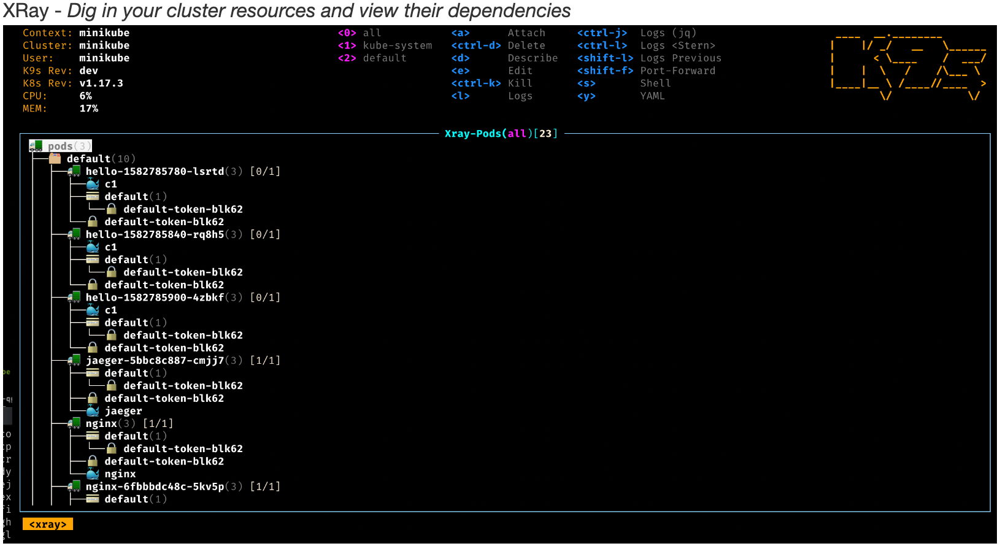 XRay - Dig in your cluster resources and view their dependencies
Context: minikube <0> all <a> Attach <ctrl-j> Logs (jq)
Cluster: minikube <1> kube-system <ctrl-d> Delete <ctrl-l> Logs <Stern>
User: minikube <2> default <d> Describe <shift-l> Logs Previous
K9s Rev: dev <e> Edit <shift-f> Port-Forward
K8s Rev: v1.17.3 <ctrl-k> Kill <s> Shell
CPU: 6% <l> Logs <y> YAML
MEM: 17%
Xray-Pods(all)[23]
pods(3)
default(10)
hello-1582785780-lsrtd(3) [0/1]
c1
default(1)
default-token-blk62
default-token-blk62
hello-1582785840-rq8h5(3) [0/1]
c1
default(1)
default-token-blk62
default-token-blk62
hello-1582785900-4zbkf(3) [0/1]
c1
default(1)
default-token-blk62
default-token-blk62
jaeger-5bbc8c887-cmjj7(3) [1/1]
default(1)
default-token-blk62
default-token-blk62
jaeger
nginx(3) [1/1]
default(1)
default-token-blk62
default-token-blk62
nginx
nginx-6fbbbdc48c-5kv5p(3) [1/1]
default(1)
<xray>